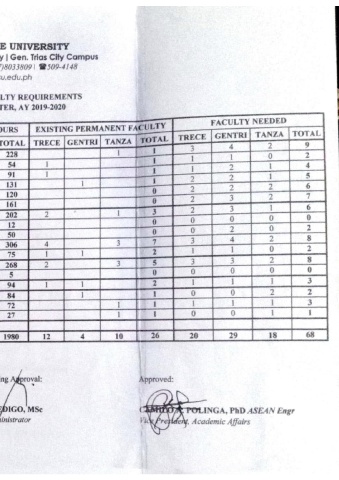 E UNIVERSITY
y | Gen. Trias City Campus
)8033809| ☎509-4148
su.edu.ph
LTY REQUIREMENTS
TER, AY 2019-2020
OURS EXISTING PERMANENT FACULTY FACULTY NEEDED
TOTAL TRECE GENTRI TANZA TOTAL TRECE GENTRI TANZA TOTAL
228 1 1 3 4 2 9
54 1 1 1 1 0 2
91 1 1 1 2 1 4
131 1 1 2 2 1 5
120 0 2 2 2 6
161 0 2 3 2 7
202 2 1 3 2 3 1 6
12 0 0 0 0 0
50 0 0 2 0 2
306 4 3 7 3 4 2 8
75 1 1 2 1 1 0 2
268 2 3 5 3 3 2 8
5 0 0 0 0 0
94 1 1 2 1 1 1 3
84 1 1 0 0 2 2
72 1 1 1 1 1 3
27 1 1 0 0 1 1
1980 12 4 10 26 20 29 18 68
ing Approval: Approved:
EDIGO, MSc POLINGA, PhD ASEAN Engr
ministrator Vice President, Academic Affairs